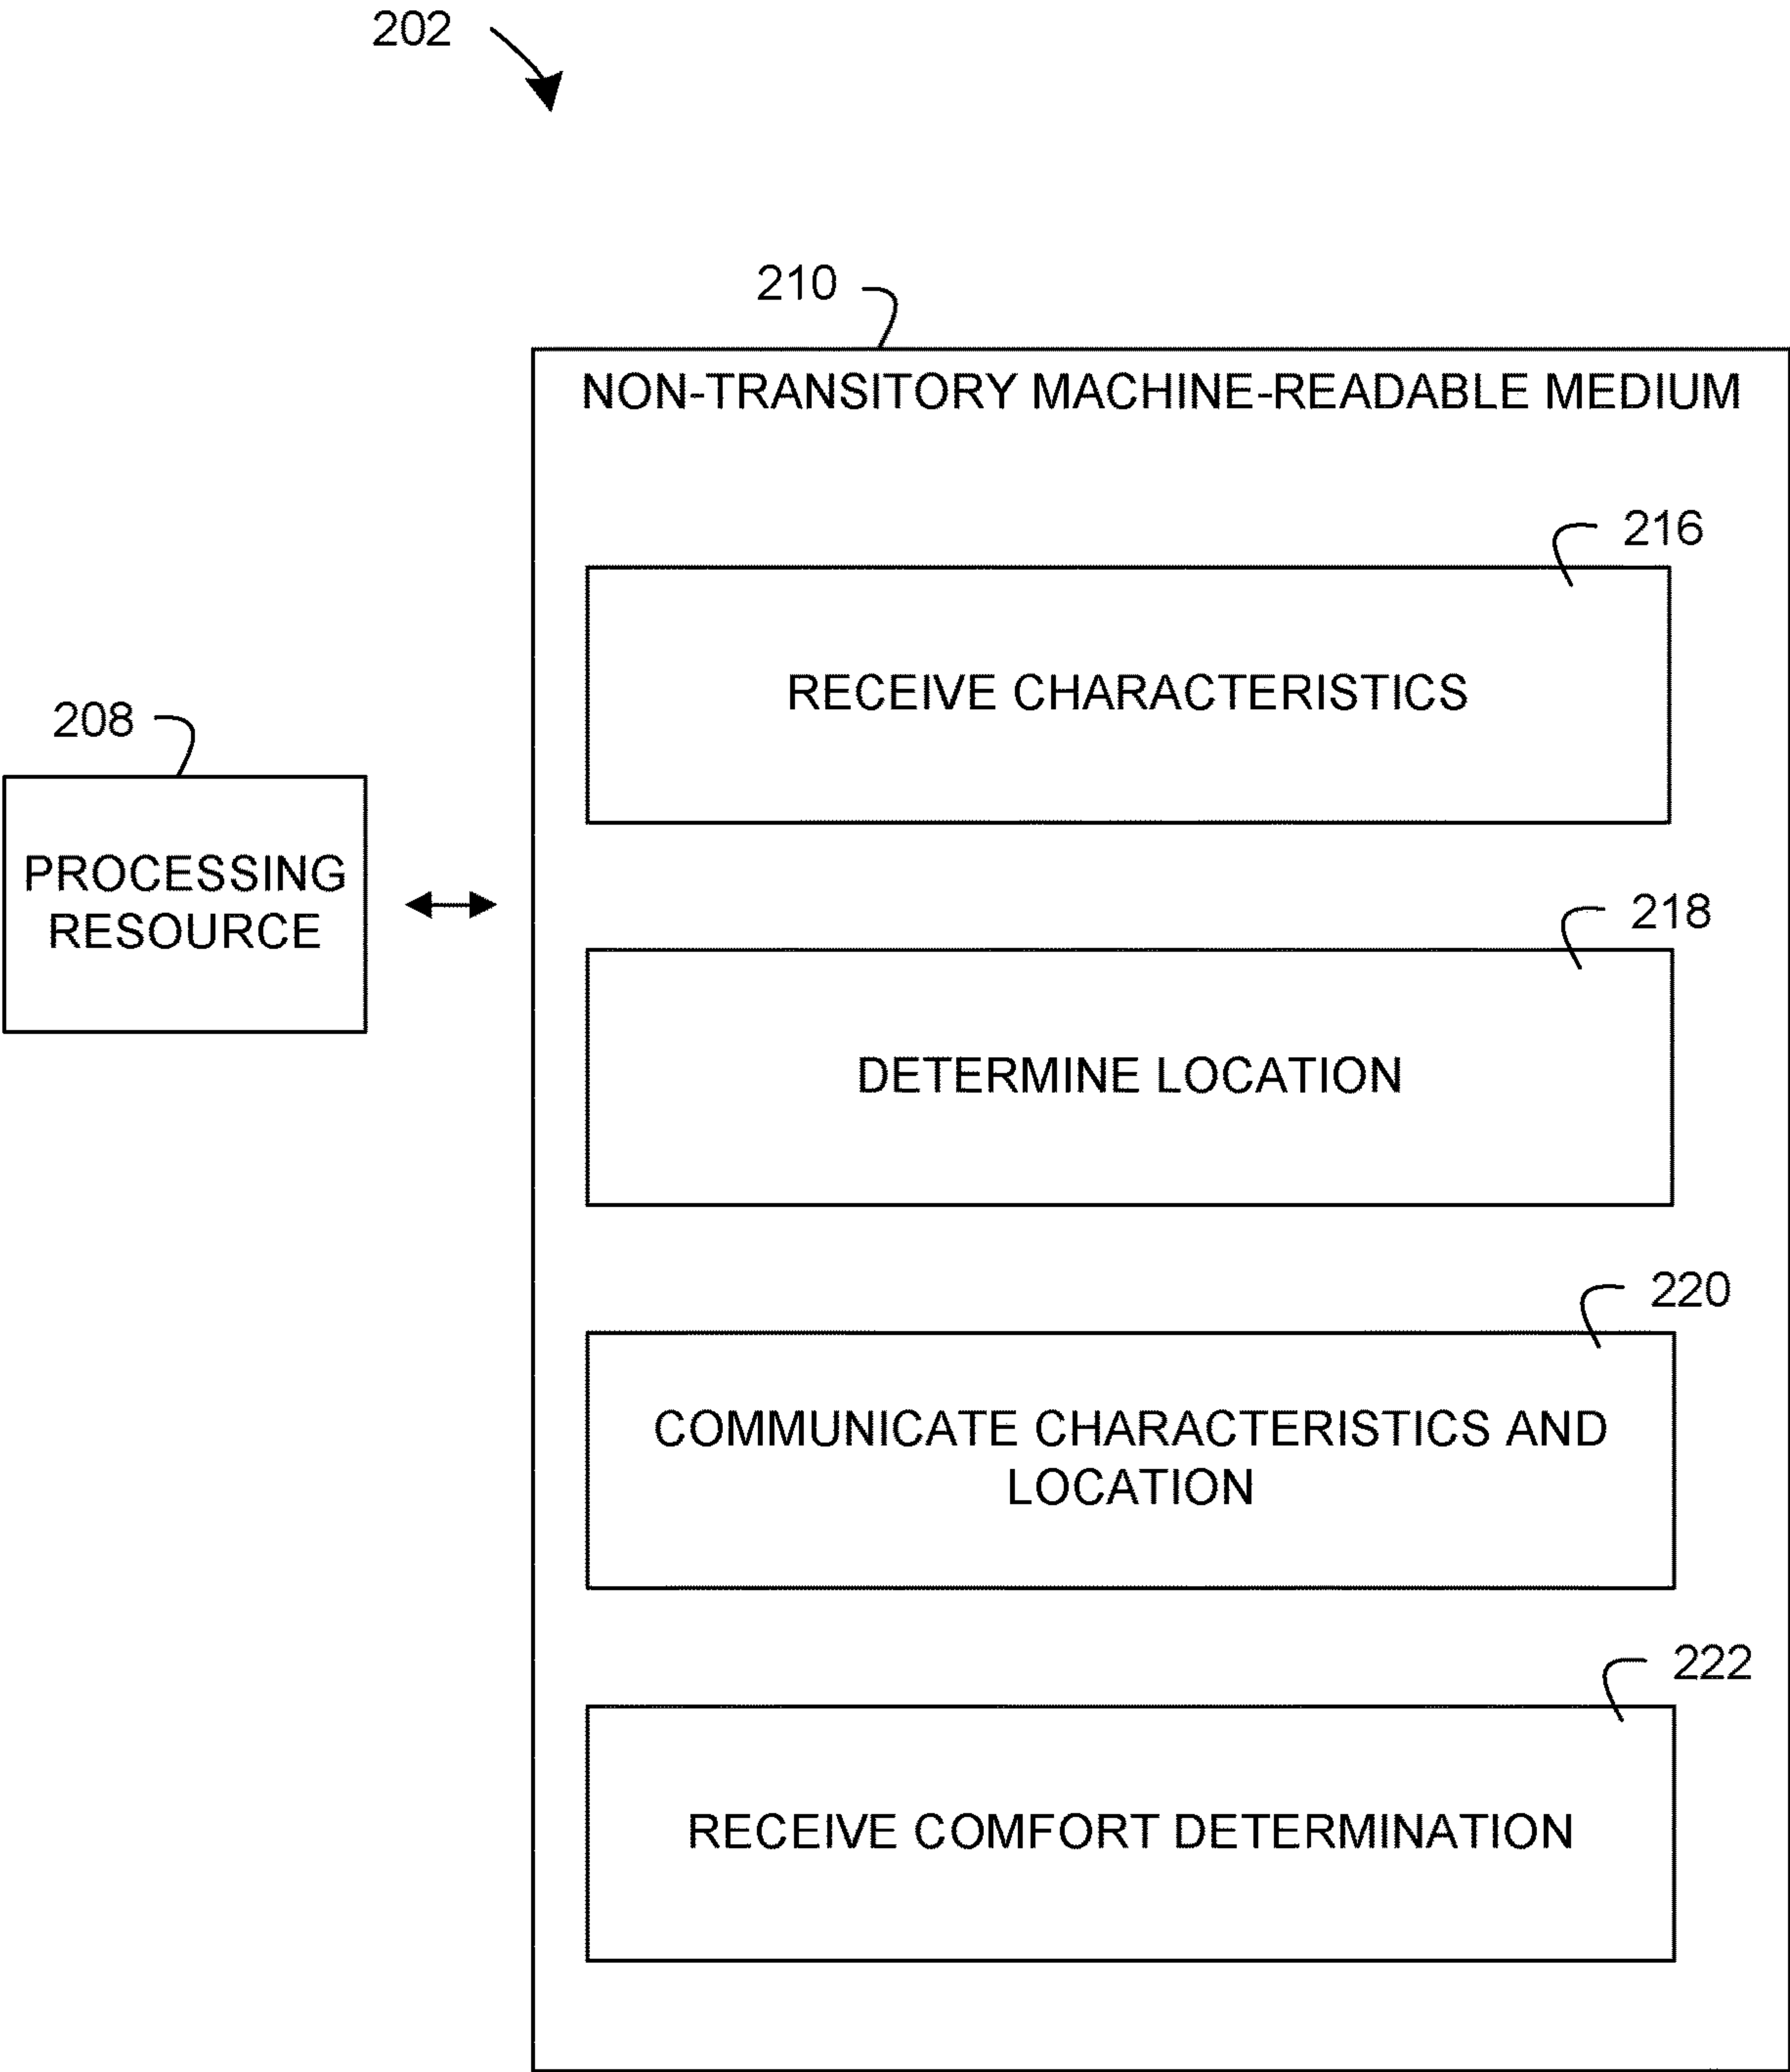 202
210
NON-TRANSITORY MACHINE-READABLE MEDIUM
216
RECEIVE CHARACTERISTICS
208
PROCESSING
RESOURCE
218
DETERMINE LOCATION
220
COMMUNICATE CHARACTERISTICS AND
LOCATION
222
RECEIVE COMFORT DETERMINATION